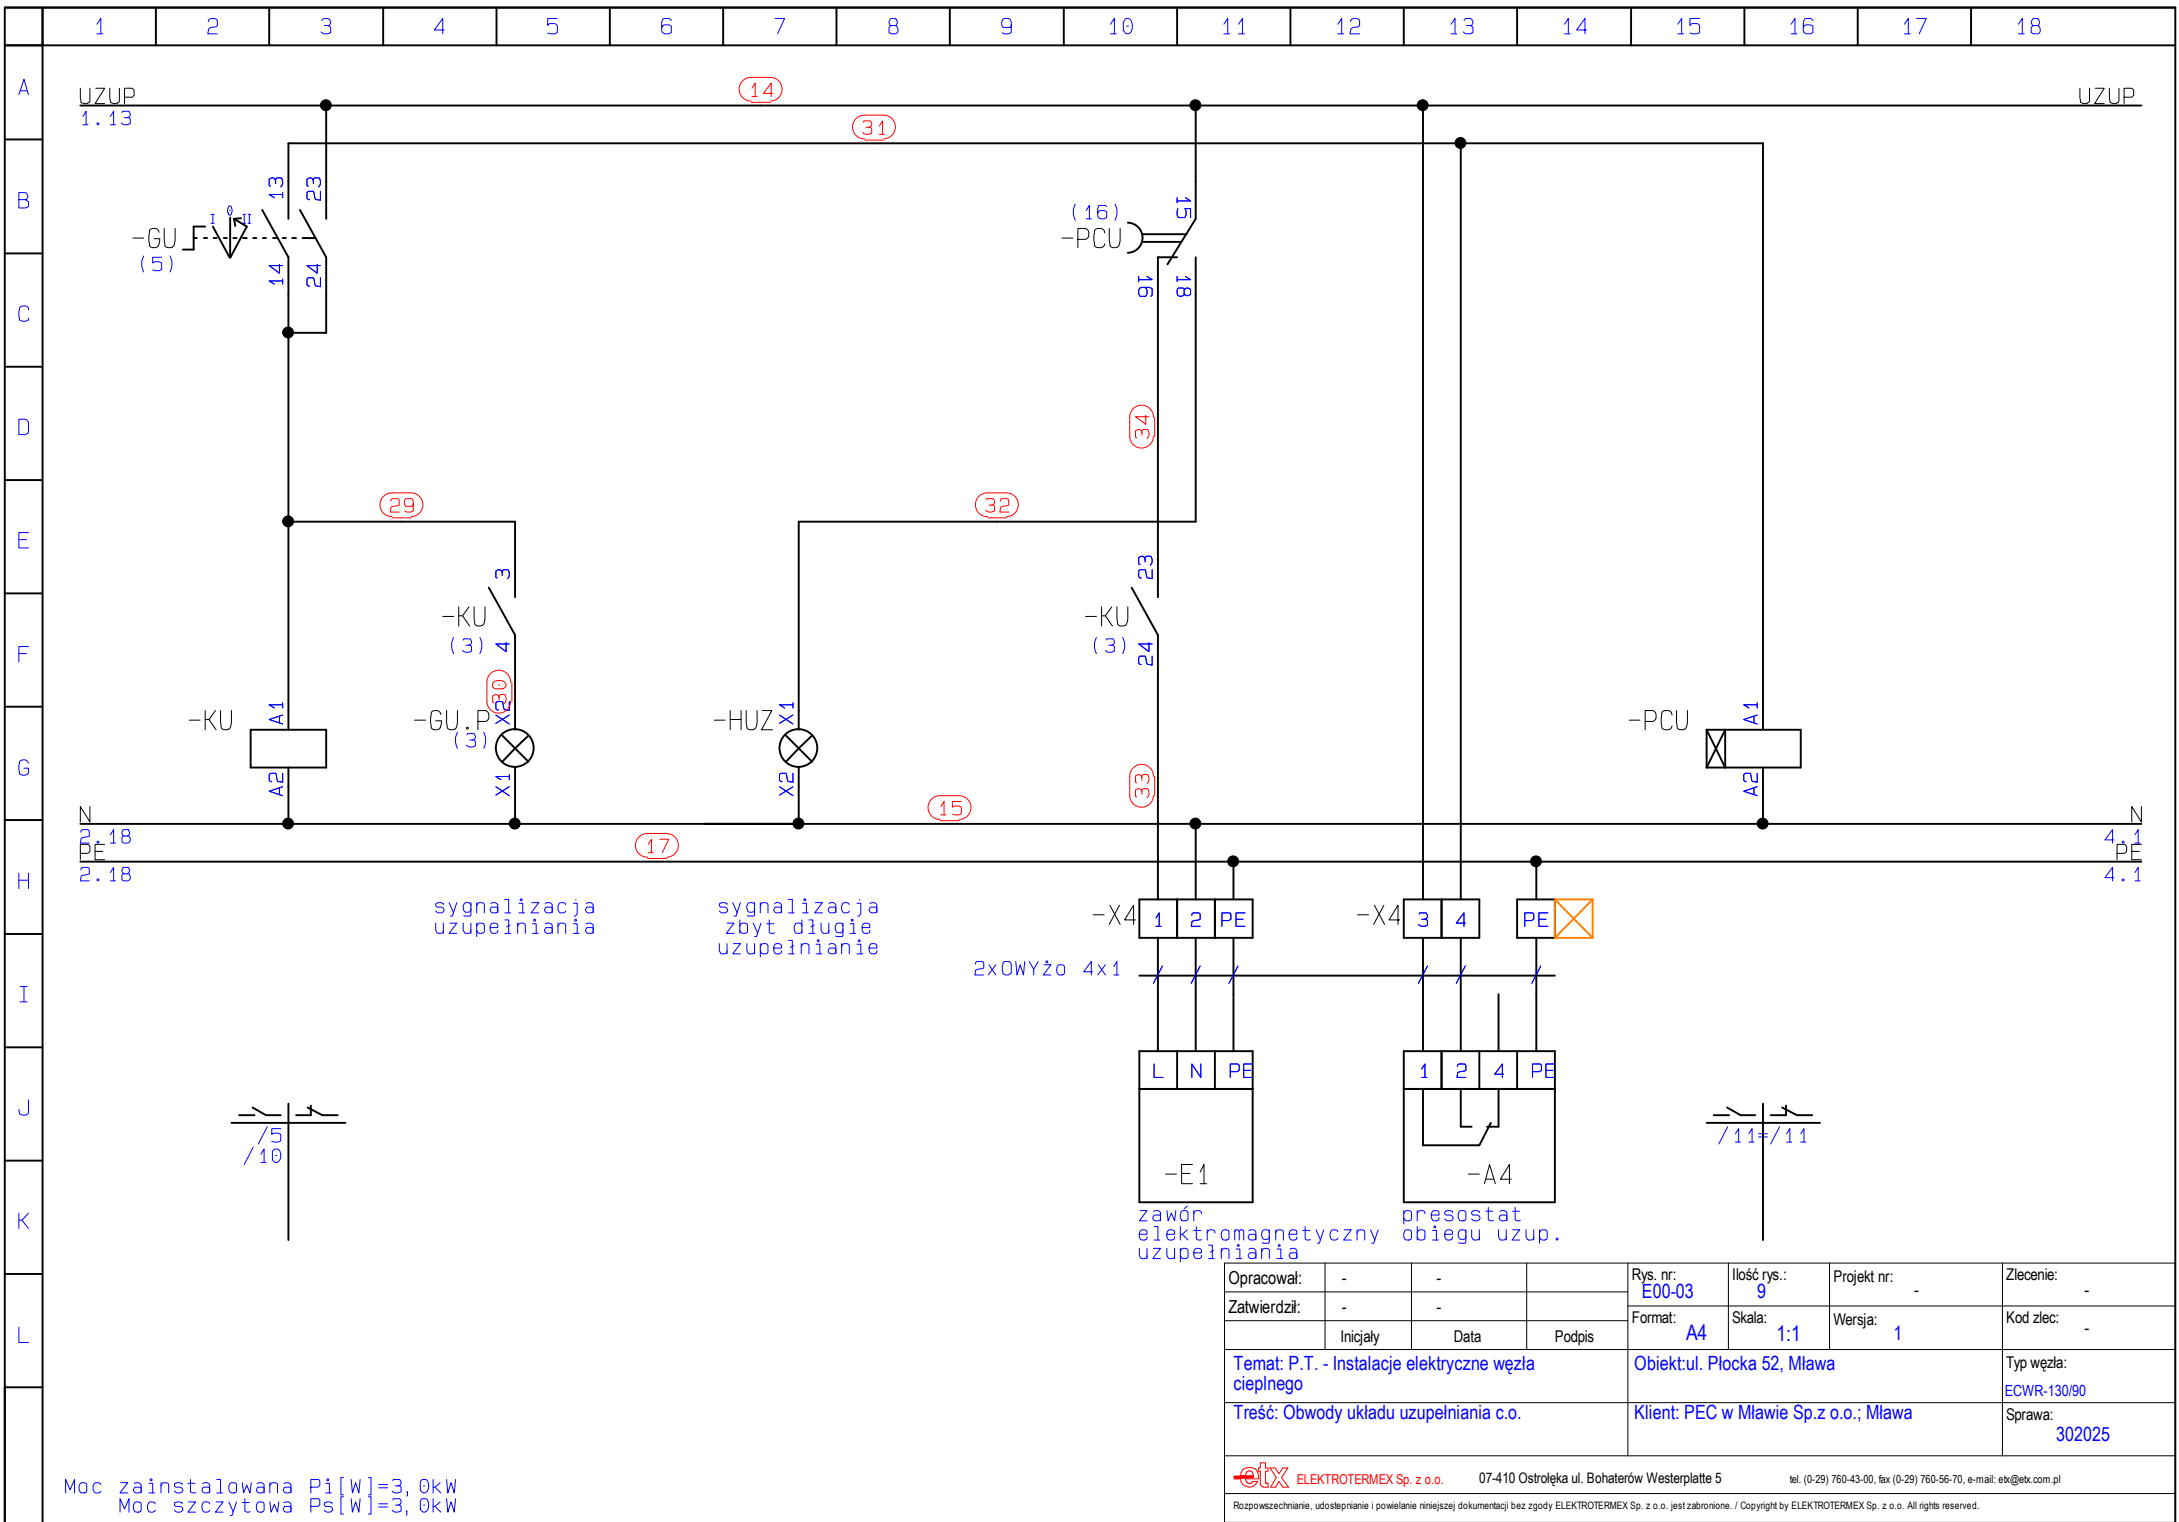 1 2 3 4 5 6 7 8 9 10 11 12 13 14 15 16 17 18
A
UZUP
1.13
14
UZUP
31
B
13
23
I 0 II
-GU
(5)
14
24
(16)
-PCU
15
16
18
C
D
34
E
29
32
3
-KU
(3)
4
23
-KU
(3)
24
F
30
-KU
A1
A2
-GU.P
(3)
X2
X1
-HUZ
X1
X2
-PCU
A1
A2
G
33
N
2.18
15
N
4.1
PE
2.18
17
PE
4.1
H
sygnalizacja
uzupełniania
sygnalizacja
zbyt długie
uzupełnianie
-X4 1 2 PE
-X4 3 4 PE
I
2xOWYżo 4x1
L N PE
1 2 4 PE
J
/5
/10
/11=/11
-E1
-A4
K
zawór
elektromagnetyczny
uzupełniania
presostat
obiegu uzup.
L
Opracował: - -
Zatwierdził: - -
Inicjały Data Podpis
Rys. nr:
E00-03
Ilość rys.:
9
Projekt nr:
-
Zlecenie:
-
Format:
A4
Skala:
1:1
Wersja:
1
Kod zlec:
-
Temat: P.T. - Instalacje elektryczne węzła
cieplnego
Obiekt:ul. Płocka 52, Mława
Typ węzła:
ECWR-130/90
Treść: Obwody układu uzupełniania c.o.
Klient: PEC w Mławie Sp.z o.o.; Mława
Sprawa:
302025
etx ELEKTROTERMEX Sp. z o.o. 07-410 Ostrołęka ul. Bohaterów Westerplatte 5 tel. (0-29) 760-43-00, fax (0-29) 760-56-70, e-mail: etx@etx.com.pl
Rozpowszechnianie, udostepnianie i powielanie niniejszej dokumentacji bez zgody ELEKTROTERMEX Sp. z o.o. jest zabronione. / Copyright by ELEKTROTERMEX Sp. z o.o. All rights reserved.
Moc zainstalowana Pi[W]=3,0kW
Moc szczytowa Ps[W]=3,0kW